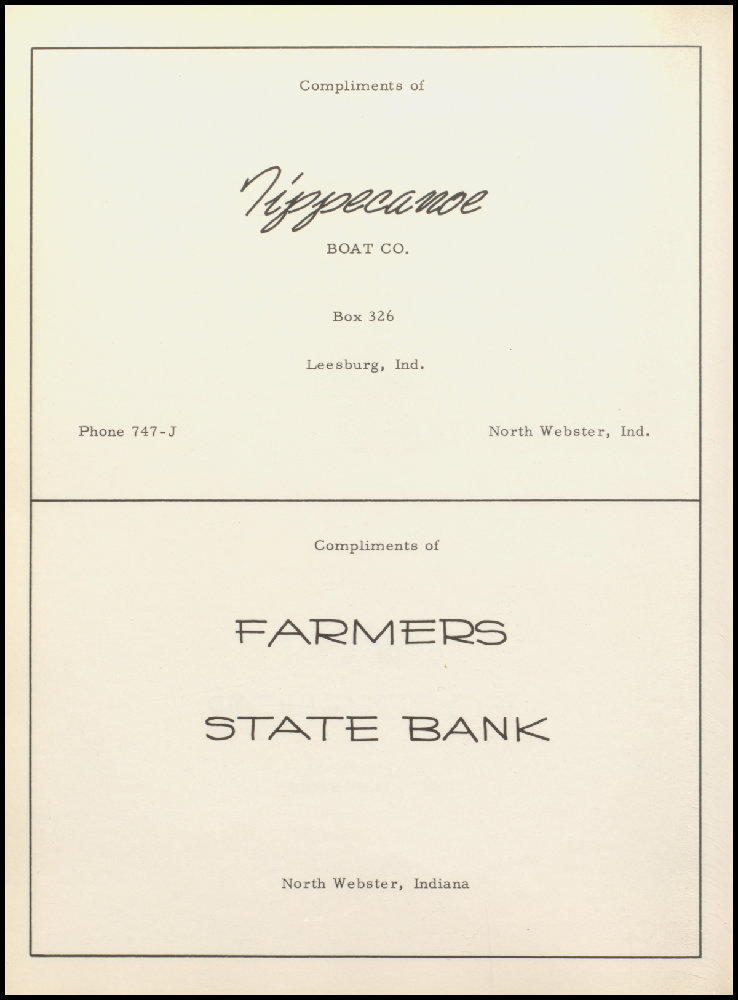 Compliments of
Tippecanoe
BOAT CO.
Box 326
Leesburg, Ind.
Phone 747-J North Webster, Ind.
Compliments of
FARMERS
STATE BANK
North Webster, Indiana